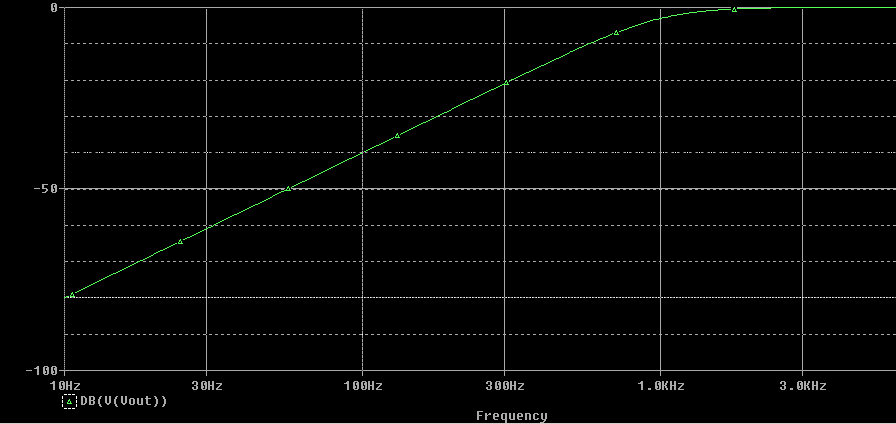 0
-50
-100
10Hz 30Hz 100Hz 300Hz 1.0KHz 3.0KHz
DB(V(Vout))
Frequency